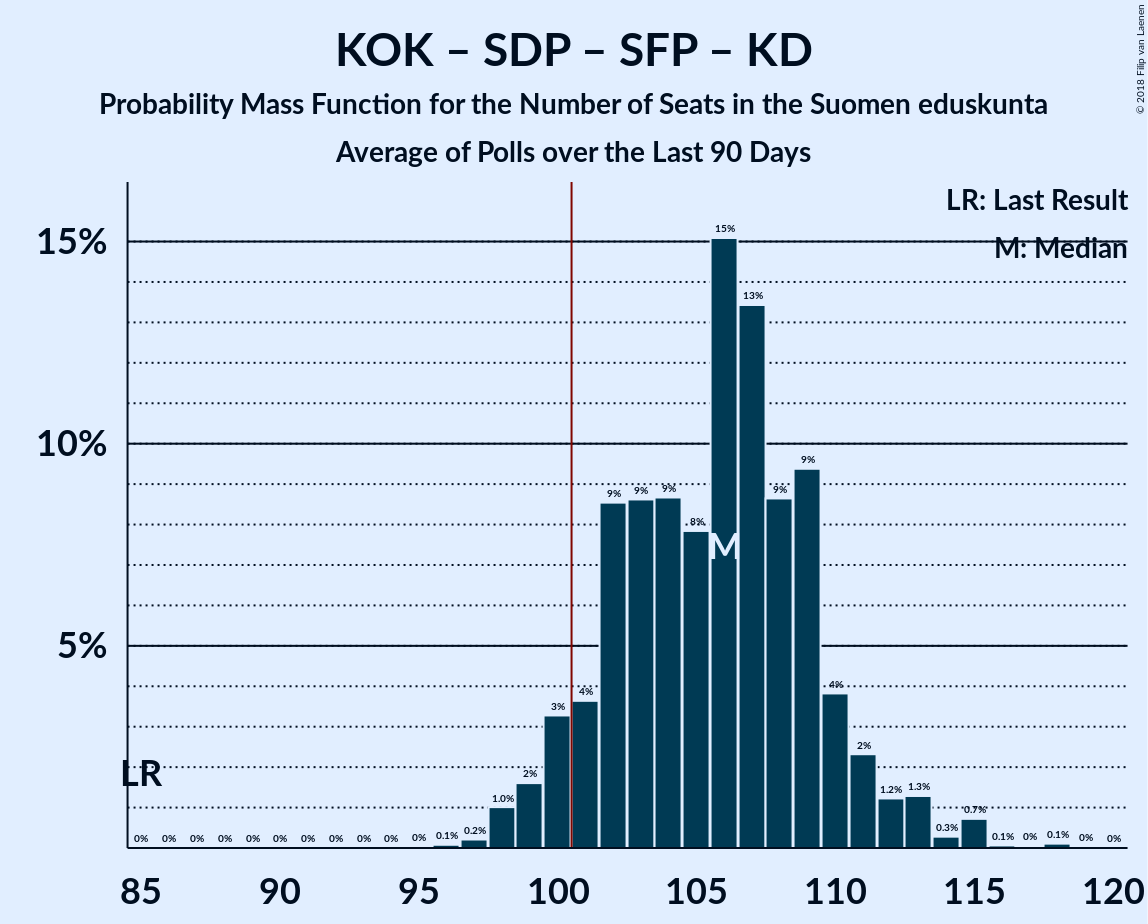 KOK – SDP – SFP – KD
Probability Mass Function for the Number of Seats in the Suomen eduskunta
Average of Polls over the Last 90 Days
© 2018 Filip van Laenen
LR: Last Result
M: Median
15%
10%
5%
LR
M
0% 0% 0% 0% 0% 0% 0% 0% 0% 0% 0% 0.1% 0.2% 1.0% 2% 3% 4% 9% 9% 9% 8% 15% 13% 9% 9% 4% 2% 1.2% 1.3% 0.3% 0.7% 0.1% 0% 0.1% 0% 0%
85 90 95 100 105 110 115 120